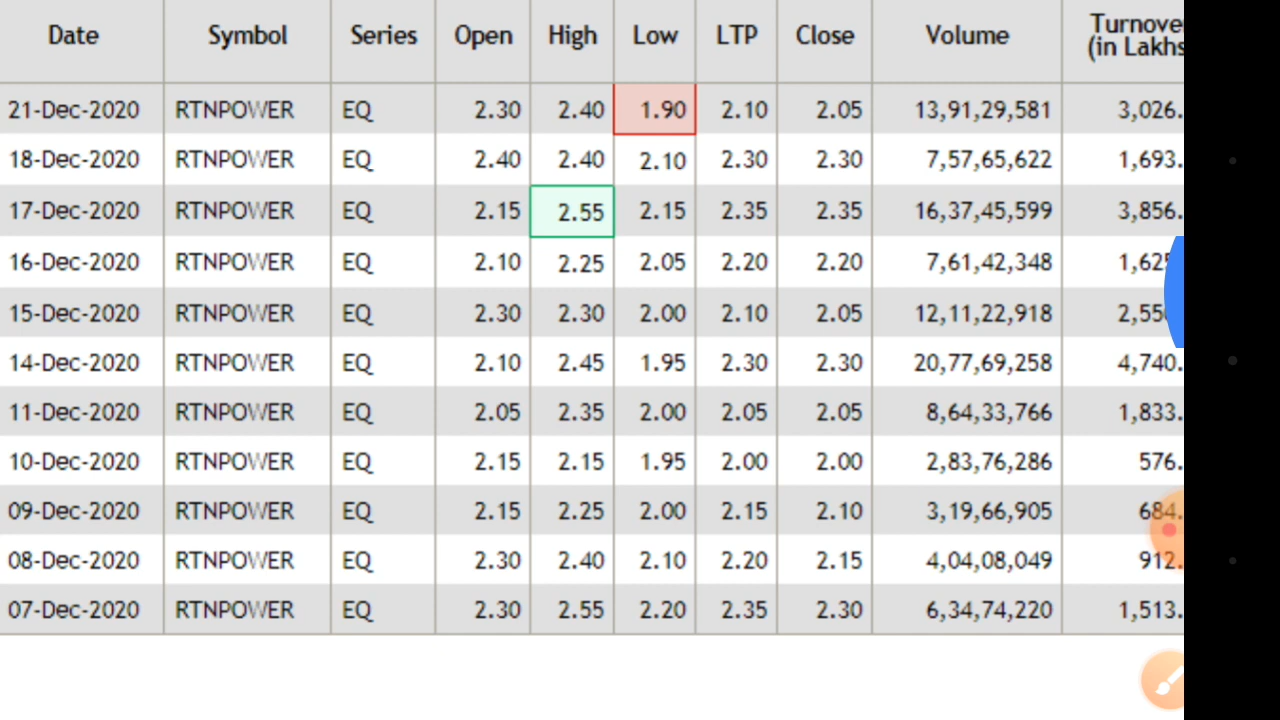 Date Symbol Series Open High Low LTP Close Volume Turnove
(in Lakhs
21-Dec-2020 RTNPOWER EQ 2.30 2.40 1.90 2.10 2.05 13,91,29,581 3,026.
18-Dec-2020 RTNPOWER EQ 2.40 2.40 2.10 2.30 2.30 7,57,65,622 1,693.
17-Dec-2020 RTNPOWER EQ 2.15 2.55 2.15 2.35 2.35 16,37,45,599 3,856.
16-Dec-2020 RTNPOWER EQ 2.10 2.25 2.05 2.20 2.20 7,61,42,348 1,625
15-Dec-2020 RTNPOWER EQ 2.30 2.30 2.00 2.10 2.05 12,11,22,918 2,55
14-Dec-2020 RTNPOWER EQ 2.10 2.45 1.95 2.30 2.30 20,77,69,258 4,740.
11-Dec-2020 RTNPOWER EQ 2.05 2.35 2.00 2.05 2.05 8,64,33,766 1,833.
10-Dec-2020 RTNPOWER EQ 2.15 2.15 1.95 2.00 2.00 2,83,76,286 576.
09-Dec-2020 RTNPOWER EQ 2.15 2.25 2.00 2.15 2.10 3,19,66,905 684.
08-Dec-2020 RTNPOWER EQ 2.30 2.40 2.10 2.20 2.15 4,04,08,049 912.
07-Dec-2020 RTNPOWER EQ 2.30 2.55 2.20 2.35 2.30 6,34,74,220 1,513.